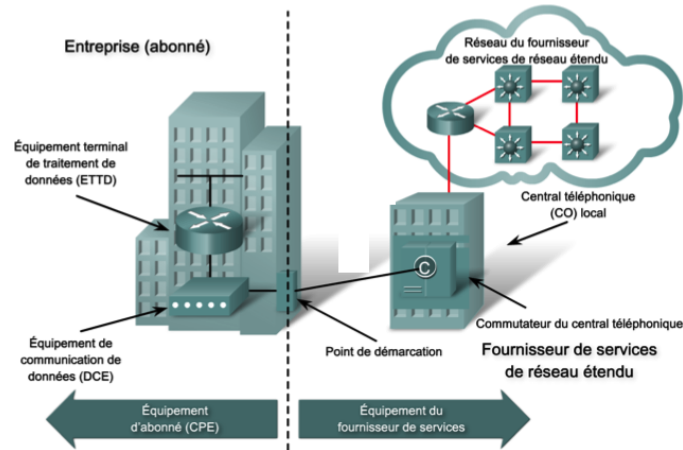 Entreprise (abonné)
Réseau du fournisseur
de services de réseau étendu
Équipement terminal
de traitement de
données (ETTD)
Central téléphonique
(CO) local
C
Équipement de
communication de
données (DCE)
Point de démarcation
Commutateur du central téléphonique
Fournisseur de services
de réseau étendu
Équipement
d'abonné (CPE)
Équipement du
fournisseur de services